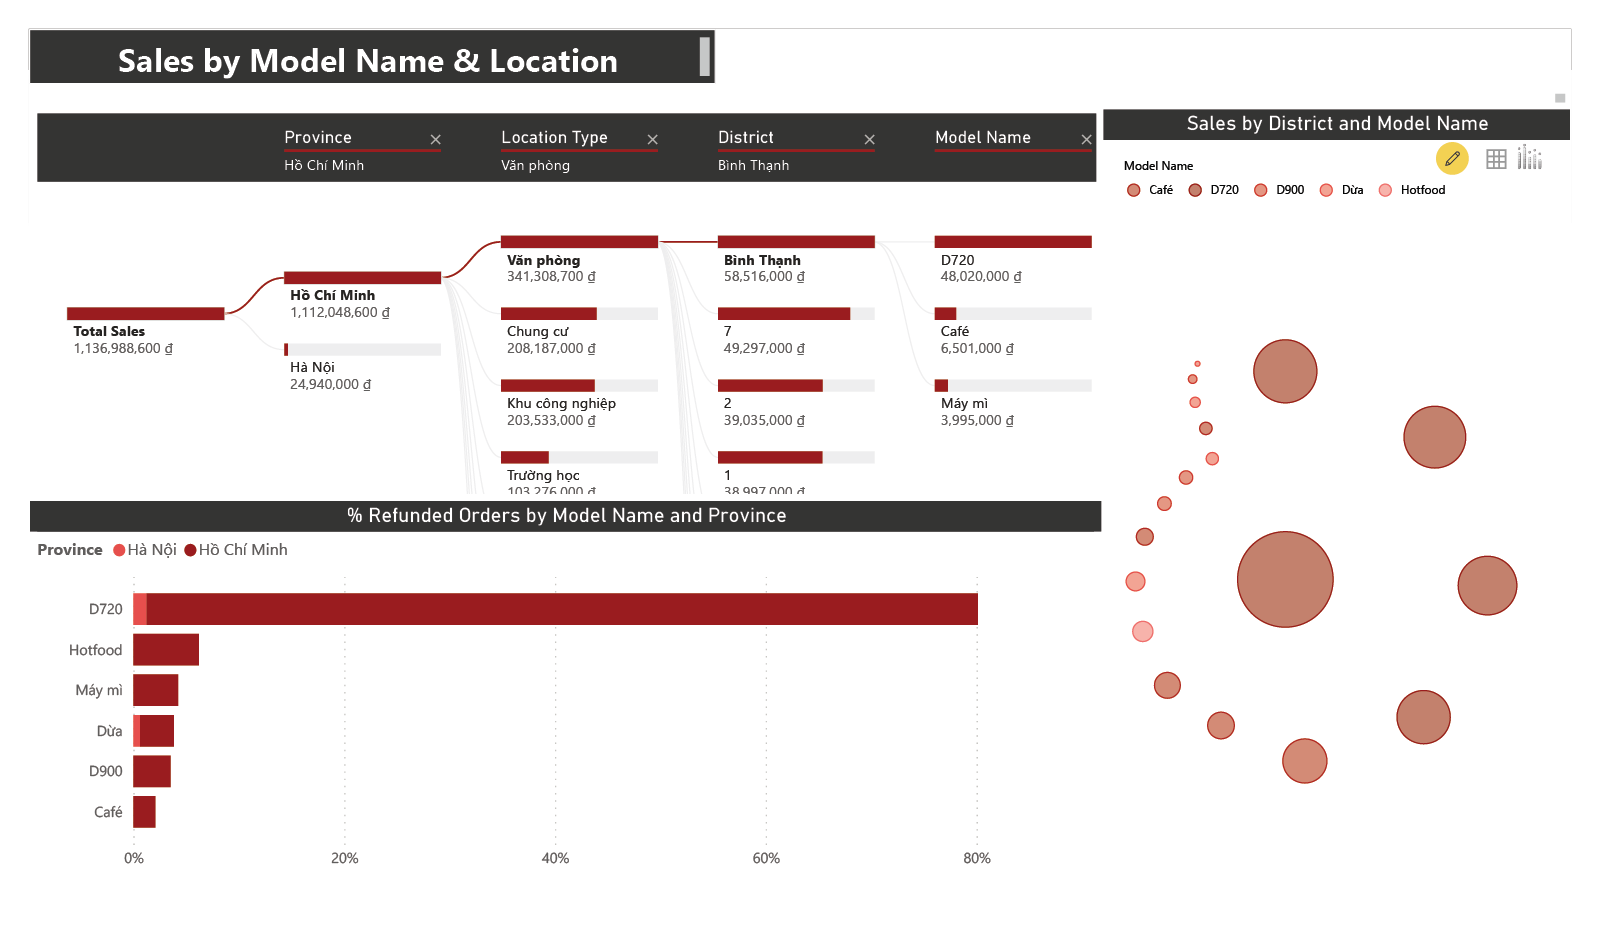 Sales by Model Name & Location
Province
Hồ Chí Minh
Location Type
Văn phòng
District
Bình Thạnh
Model Name
Total Sales
1,136,988,600 ₫
Hồ Chí Minh
1,112,048,600 ₫
Hà Nội
24,940,000 ₫
Văn phòng
341,308,700 ₫
Chung cư
208,187,000 ₫
Khu công nghiệp
203,533,000 ₫
Trường học
103,276,000 ₫
Bình Thạnh
58,516,000 ₫
7
49,297,000 ₫
2
39,035,000 ₫
1
38,997,000 ₫
D720
48,020,000 ₫
Café
6,501,000 ₫
Máy mì
3,995,000 ₫
Sales by District and Model Name
Model Name
Café D720 D900 Dừa Hotfood
% Refunded Orders by Model Name and Province
Province Hà Nội Hồ Chí Minh
D720
Hotfood
Máy mì
Dừa
D900
Café
0% 20% 40% 60% 80%